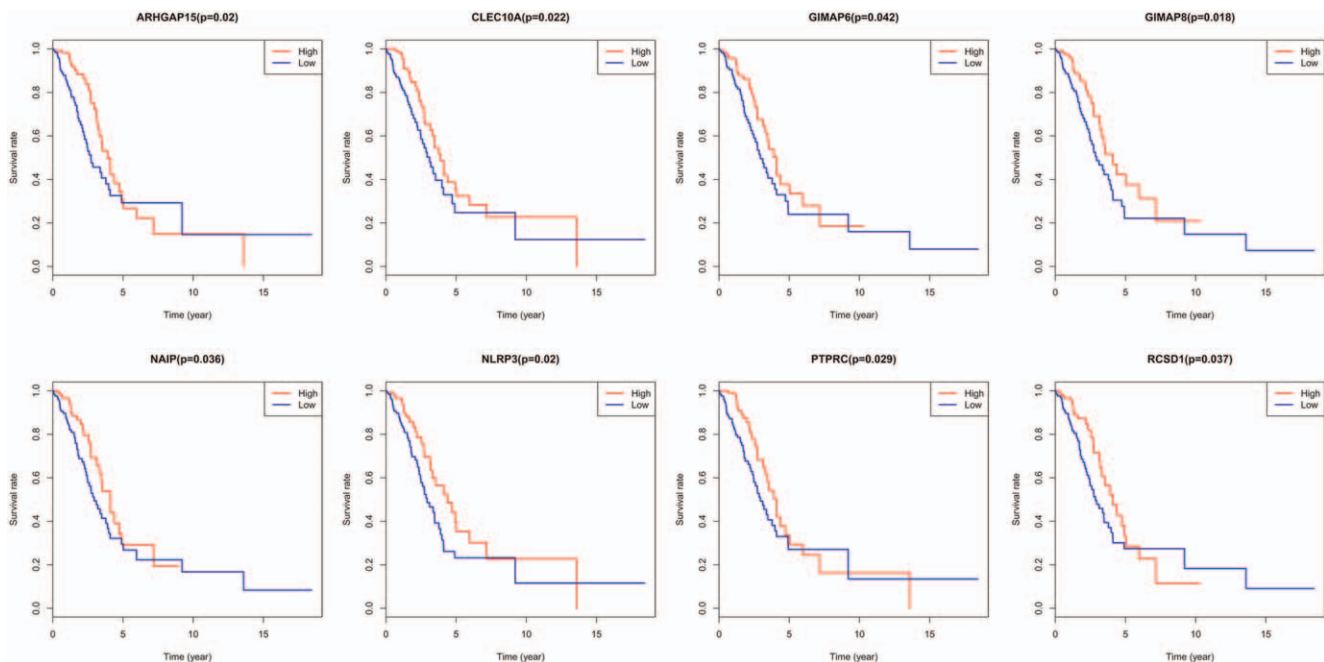 ARHGAP15(p=0.02)
CLEC10A(p=0.022)
GIMAP6(p=0.042)
GIMAP8(p=0.018)
Survival rate
1.0
0.8
0.6
0.4
0.2
0.0
High
Low
0 5 10 15
Time (year)
Survival rate
1.0
0.8
0.6
0.4
0.2
0.0
High
Low
0 5 10 15
Time (year)
Survival rate
1.0
0.8
0.6
0.4
0.2
0.0
High
Low
0 5 10 15
Time (year)
Survival rate
1.0
0.8
0.6
0.4
0.2
0.0
High
Low
0 5 10 15
Time (year)
NAIP(p=0.036)
NLRP3(p=0.02)
PTPRC(p=0.029)
RCSD1(p=0.037)
Survival rate
1.0
0.8
0.6
0.4
0.2
0.0
High
Low
0 5 10 15
Time (year)
Survival rate
1.0
0.8
0.6
0.4
0.2
0.0
High
Low
0 5 10 15
Time (year)
Survival rate
1.0
0.8
0.6
0.4
0.2
0.0
High
Low
0 5 10 15
Time (year)
Survival rate
1.0
0.8
0.6
0.4
0.2
0.0
High
Low
0 5 10 15
Time (year)